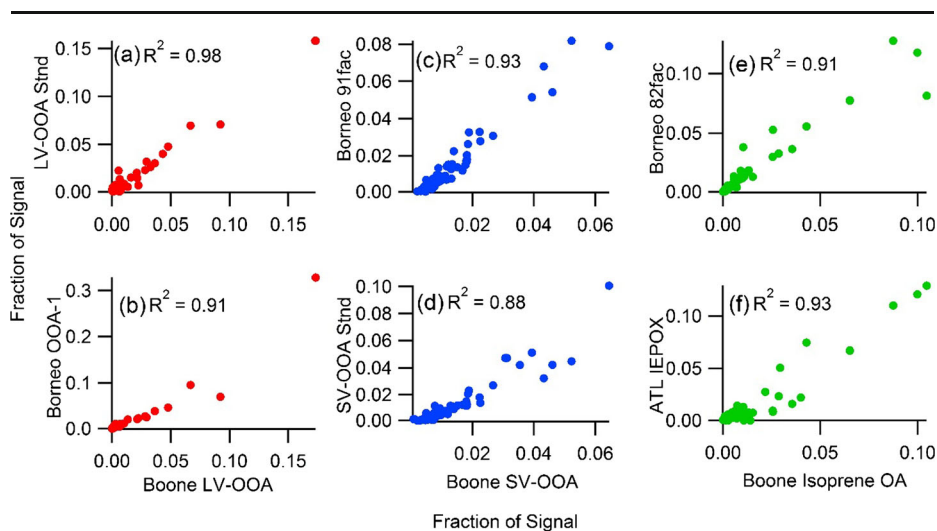 Fraction of Signal
LV-OOA Stnd
0.15
0.10
0.05
0.00
(a) R² = 0.98
0.00 0.05 0.10 0.15
Borneo 91fac
0.08
0.06
0.04
0.02
0.00
(c) R² = 0.93
0.02 0.04 0.06
Borneo 82fac
0.10
0.05
0.00
(e) R² = 0.91
0.00 0.05 0.10
Borneo OOA-1
0.3
0.2
0.1
0.0
(b) R² = 0.91
0.00 0.05 0.10 0.15
Boone LV-OOA
SV-OOA Stnd
0.10
0.08
0.06
0.04
0.02
0.00
(d) R² = 0.88
0.02 0.04 0.06
Boone SV-OOA
ATL IEPOX
0.10
0.05
0.00
(f) R² = 0.93
0.00 0.05 0.10
Boone Isoprene OA
Fraction of Signal